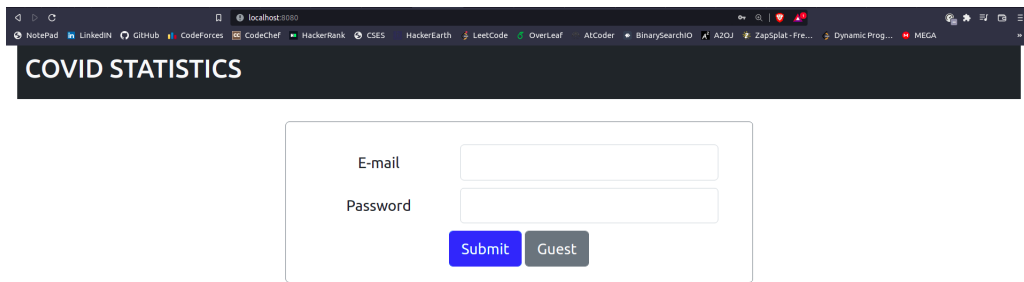 localhost:8080
NotePad LinkedIN GitHub CodeForces CodeChef HackerRank CSES HackerEarth LeetCode OverLeaf AtCoder BinarySearchIO A2OJ ZapSplat - Fre... Dynamic Prog... MEGA »
COVID STATISTICS
E-mail
Password
Submit Guest